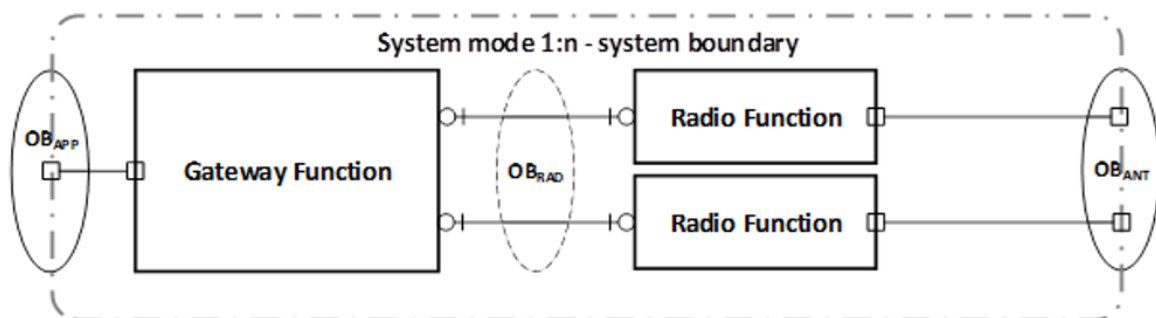 System mode 1:n - system boundary
OBAPP
Gateway Function
OBRAD
Radio Function
Radio Function
OBANT